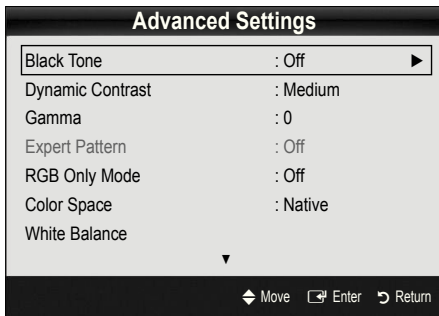 Advanced Settings
Black Tone : Off ►
Dynamic Contrast : Medium
Gamma : 0
Expert Pattern : Off
RGB Only Mode : Off
Color Space : Native
White Balance
▼
Move Enter Return